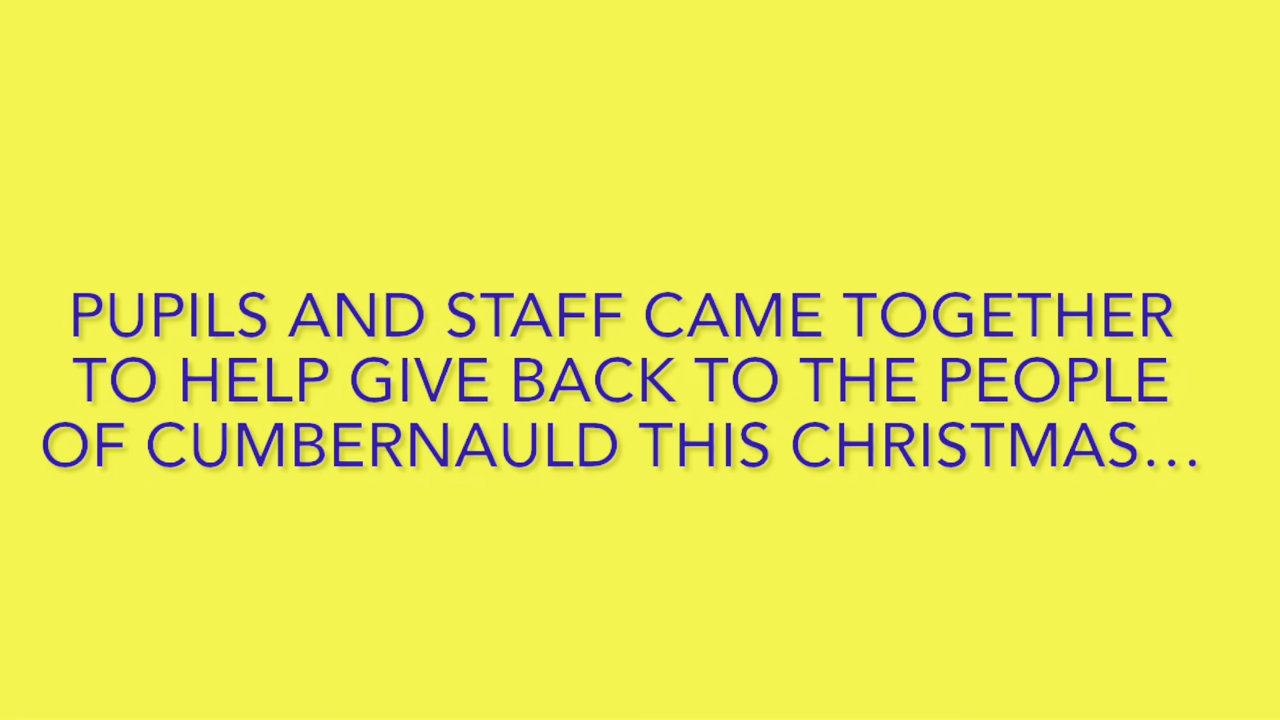 PUPILS AND STAFF CAME TOGETHER
TO HELP GIVE BACK TO THE PEOPLE
OF CUMBERNAULD THIS CHRISTMAS…